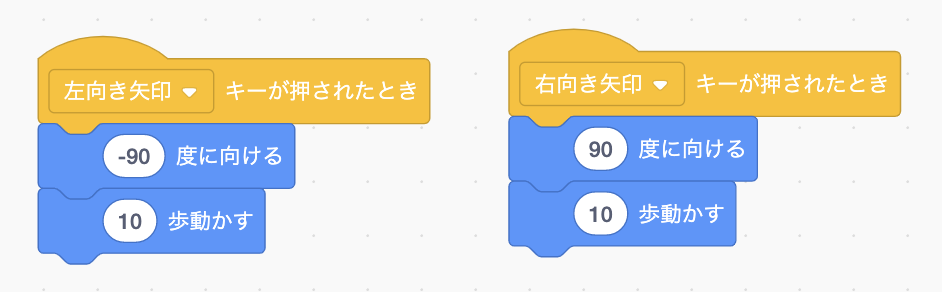 左向き矢印 キーが押されたとき
-90 度に向ける
10 歩動かす
右向き矢印 キーが押されたとき
90 度に向ける
10 歩動かす